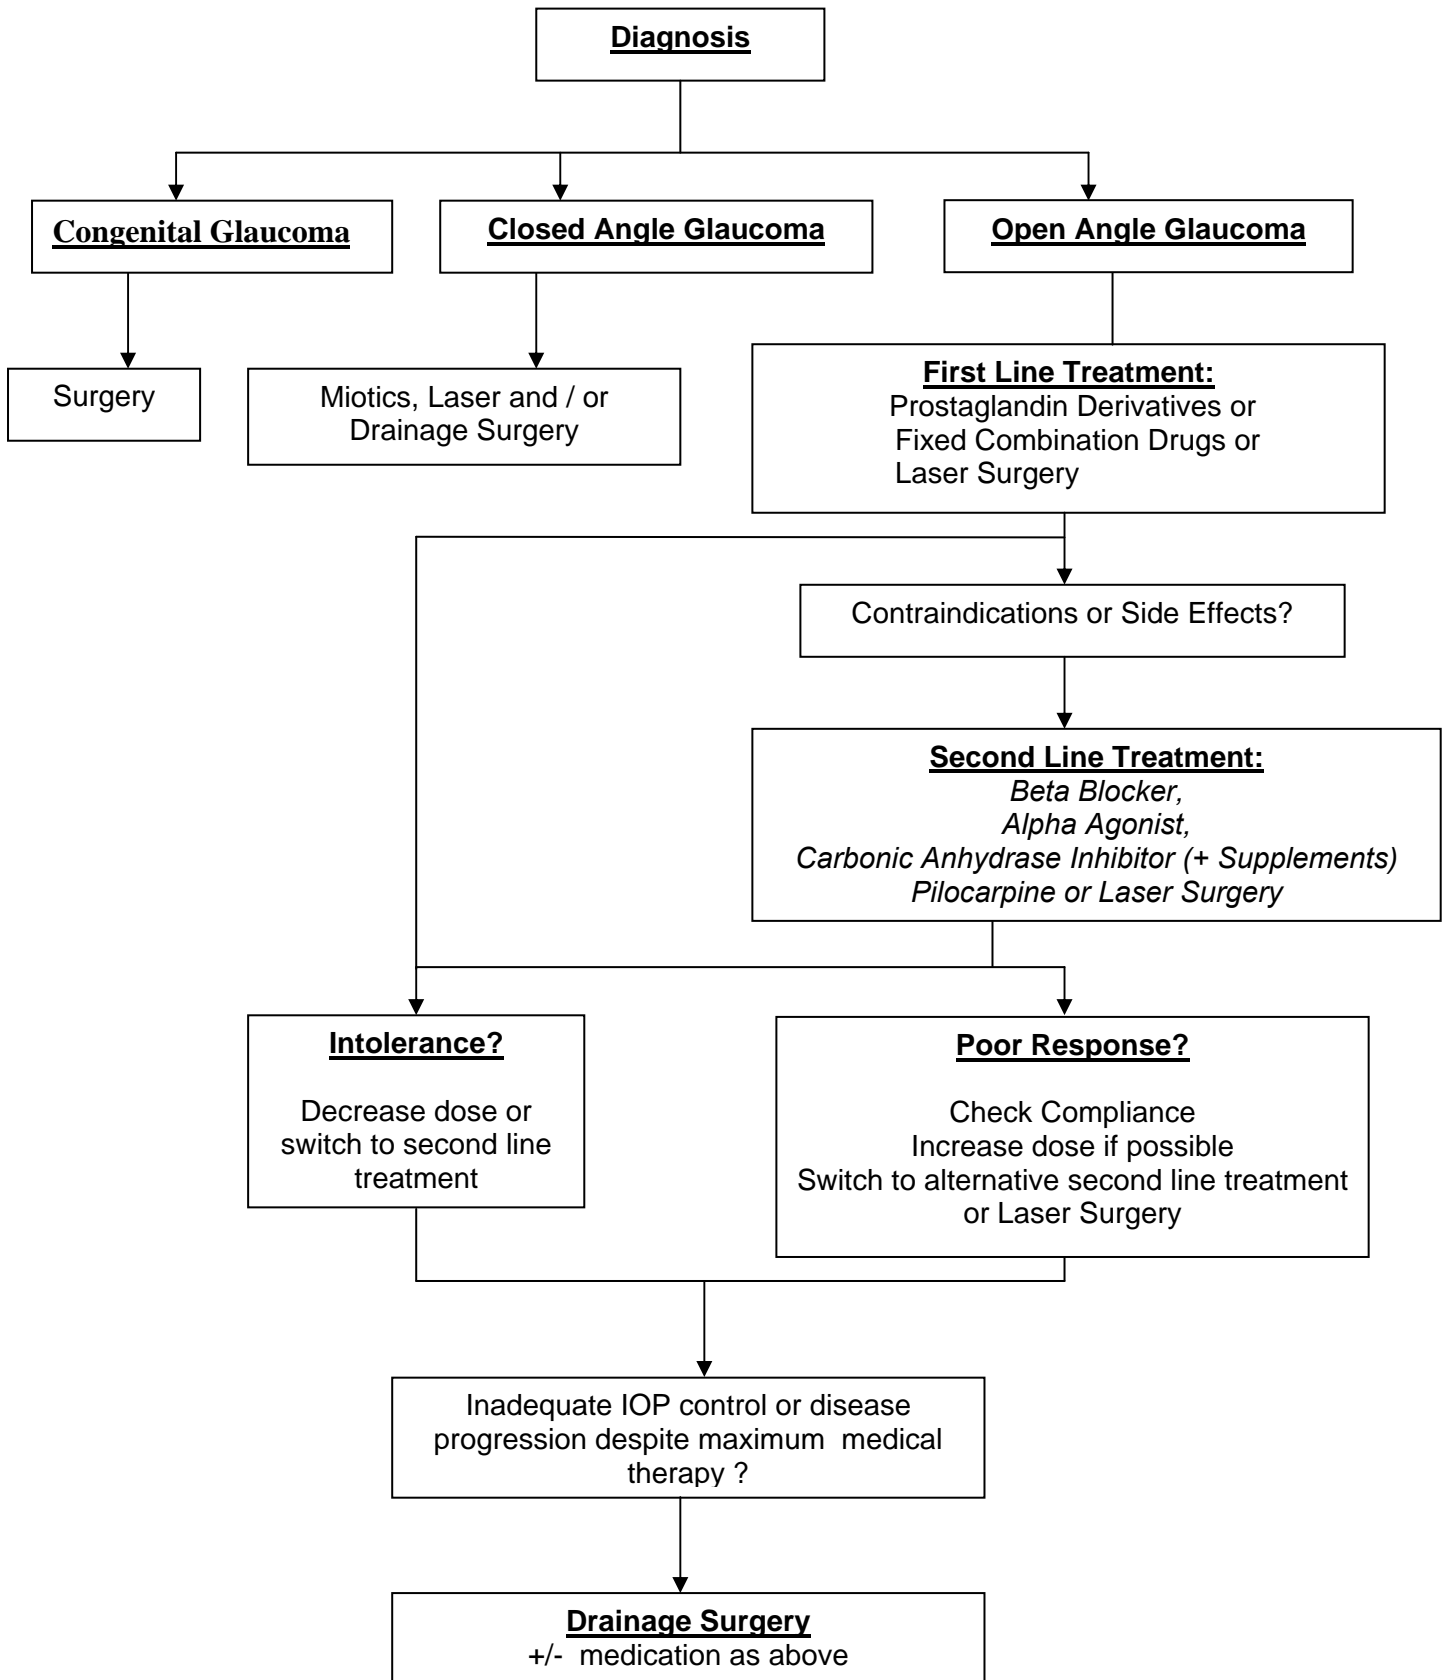 Diagnosis
Congenital Glaucoma
Closed Angle Glaucoma
Open Angle Glaucoma
Surgery
Miotics, Laser and / or
Drainage Surgery
First Line Treatment:
Prostaglandin Derivatives or
Fixed Combination Drugs or
Laser Surgery
Contraindications or Side Effects?
Second Line Treatment:
Beta Blocker,
Alpha Agonist,
Carbonic Anhydrase Inhibitor (+ Supplements)
Pilocarpine or Laser Surgery
Intolerance?
Decrease dose or
switch to second line
treatment
Poor Response?
Check Compliance
Increase dose if possible
Switch to alternative second line treatment
or Laser Surgery
Inadequate IOP control or disease
progression despite maximum medical
therapy ?
Drainage Surgery
+/- medication as above